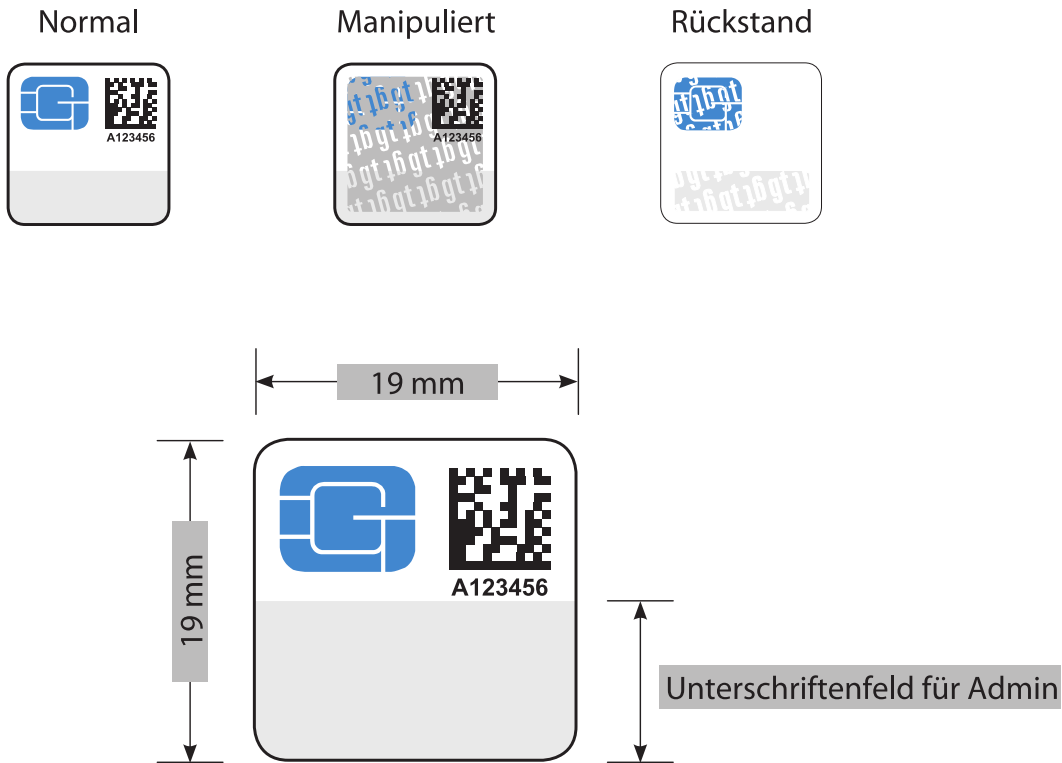 Normal
Manipuliert
Rückstand
A123456
A123456
19 mm
19 mm
A123456
Unterschriftenfeld für Admin